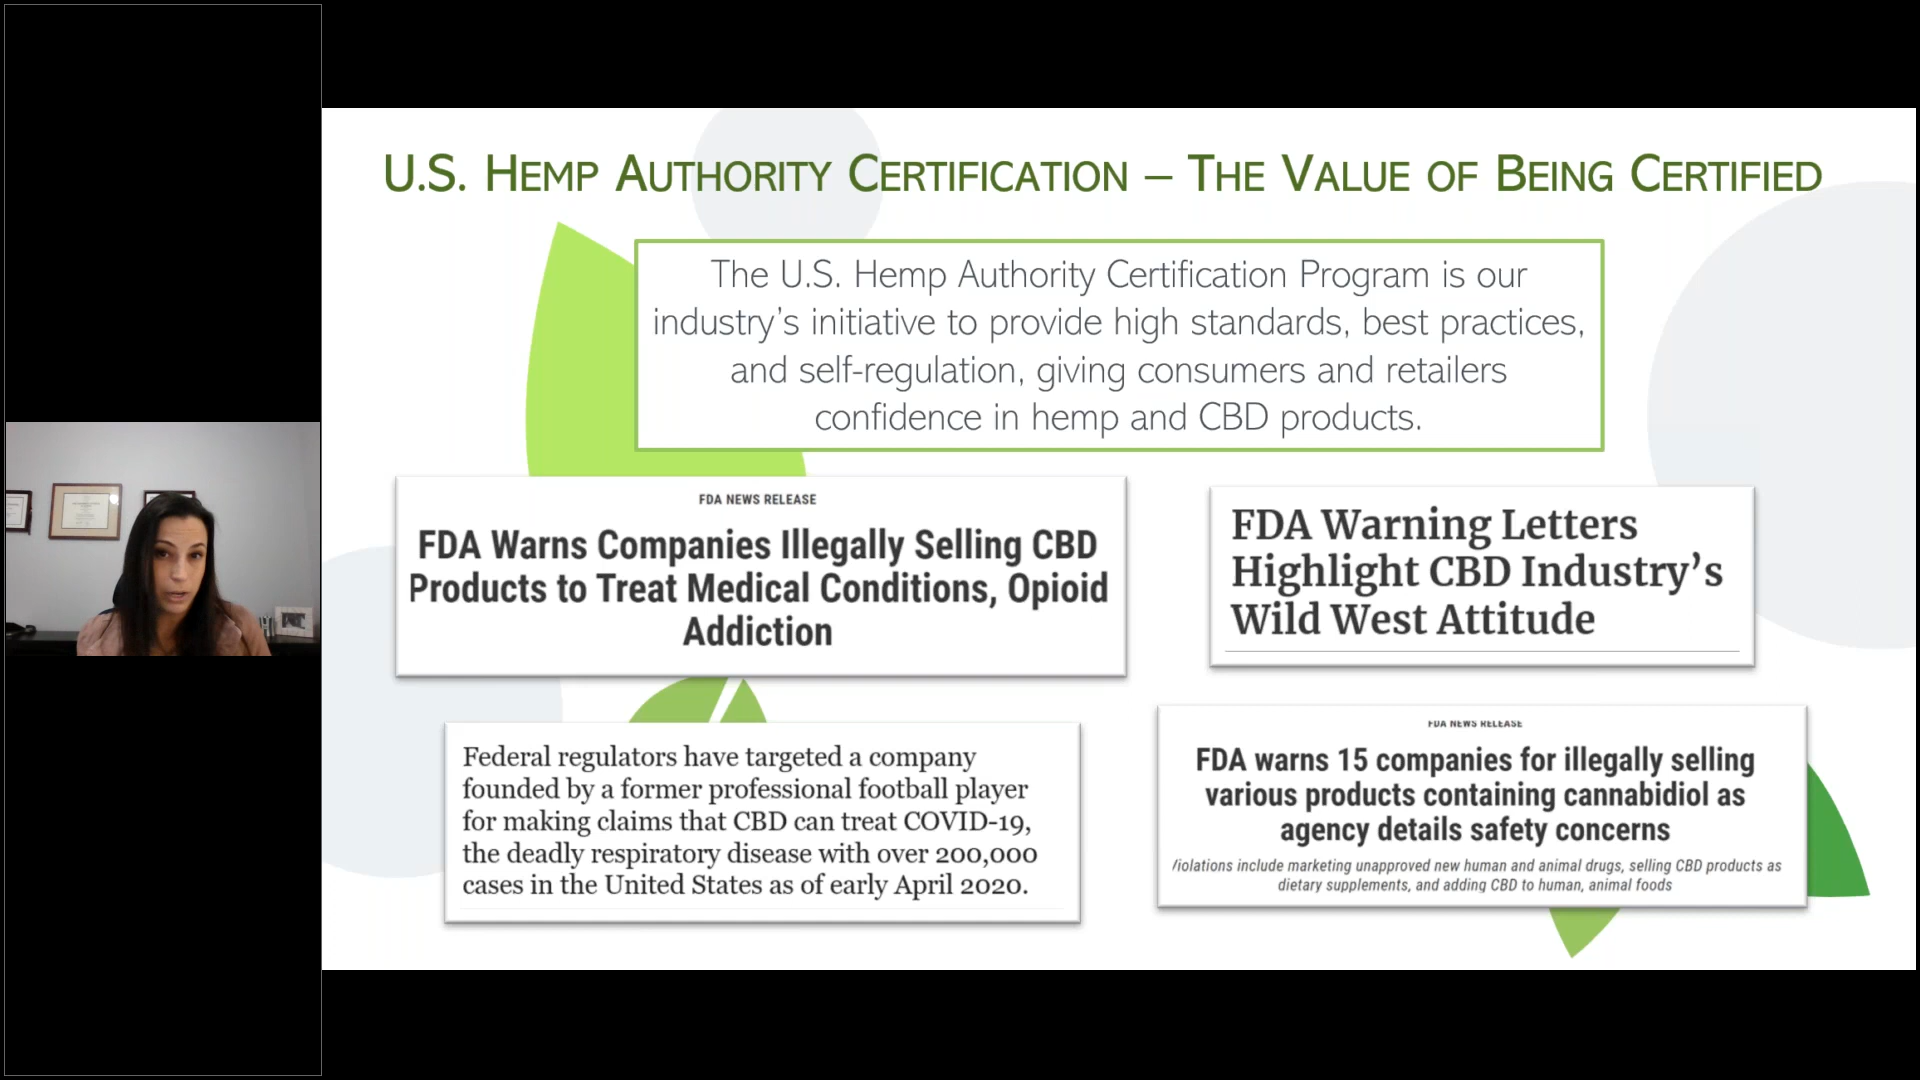 U.S. HEMP AUTHORITY CERTIFICATION – THE VALUE OF BEING CERTIFIED
The U.S. Hemp Authority Certification Program is our
industry's initiative to provide high standards, best practices,
and self-regulation, giving consumers and retailers
confidence in hemp and CBD products.
FDA NEWS RELEASE
FDA Warns Companies Illegally Selling CBD
Products to Treat Medical Conditions, Opioid
Addiction
FDA Warning Letters
Highlight CBD Industry's
Wild West Attitude
Federal regulators have targeted a company
founded by a former professional football player
for making claims that CBD can treat COVID-19,
the deadly respiratory disease with over 200,000
cases in the United States as of early April 2020.
FDA NEWS RELEASE
FDA warns 15 companies for illegally selling
various products containing cannabidiol as
agency details safety concerns
Violations include marketing unapproved new human and animal drugs, selling CBD products as
dietary supplements, and adding CBD to human, animal foods